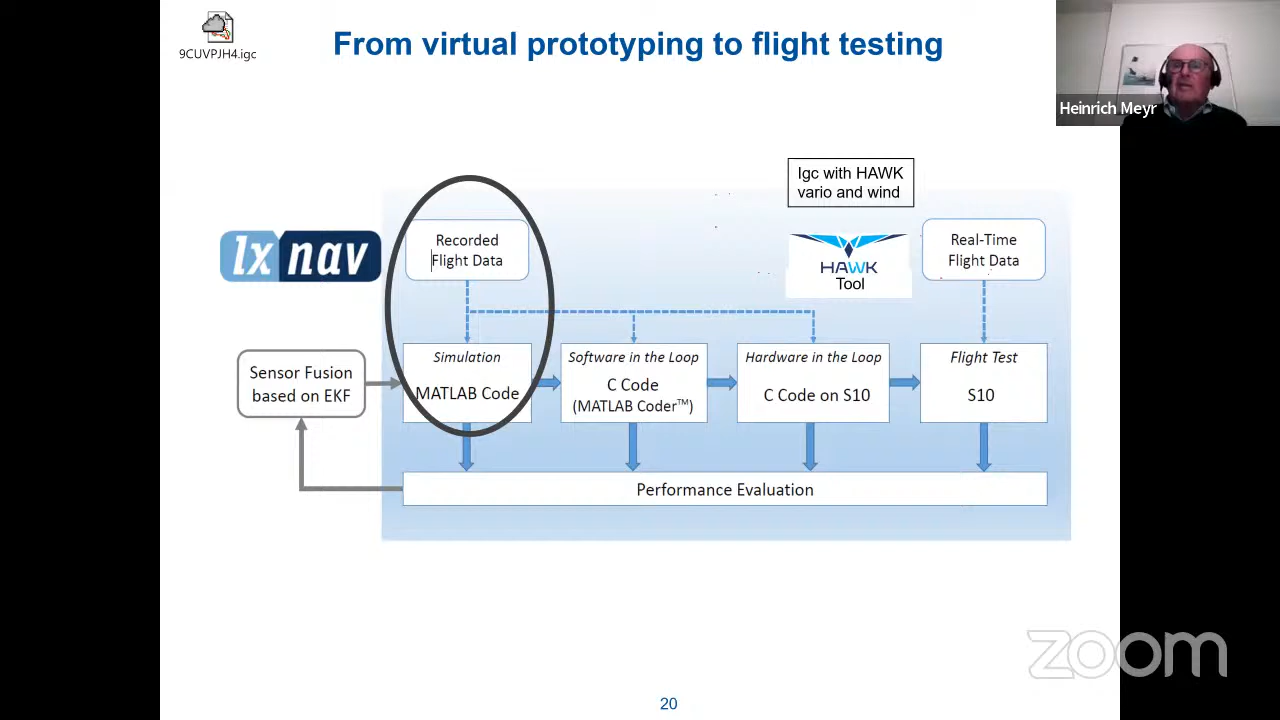 9CUVPJH4.igc
From virtual prototyping to flight testing
Heinrich Meyr
Igc with HAWK
vario and wind
lx nav
Recorded
Flight Data
HAWK
Tool
Real-Time
Flight Data
Sensor Fusion
based on EKF
Simulation
MATLAB Code
Software in the Loop
C Code
(MATLAB Coder™)
Hardware in the Loop
C Code on S10
Flight Test
S10
Performance Evaluation
zoom
20